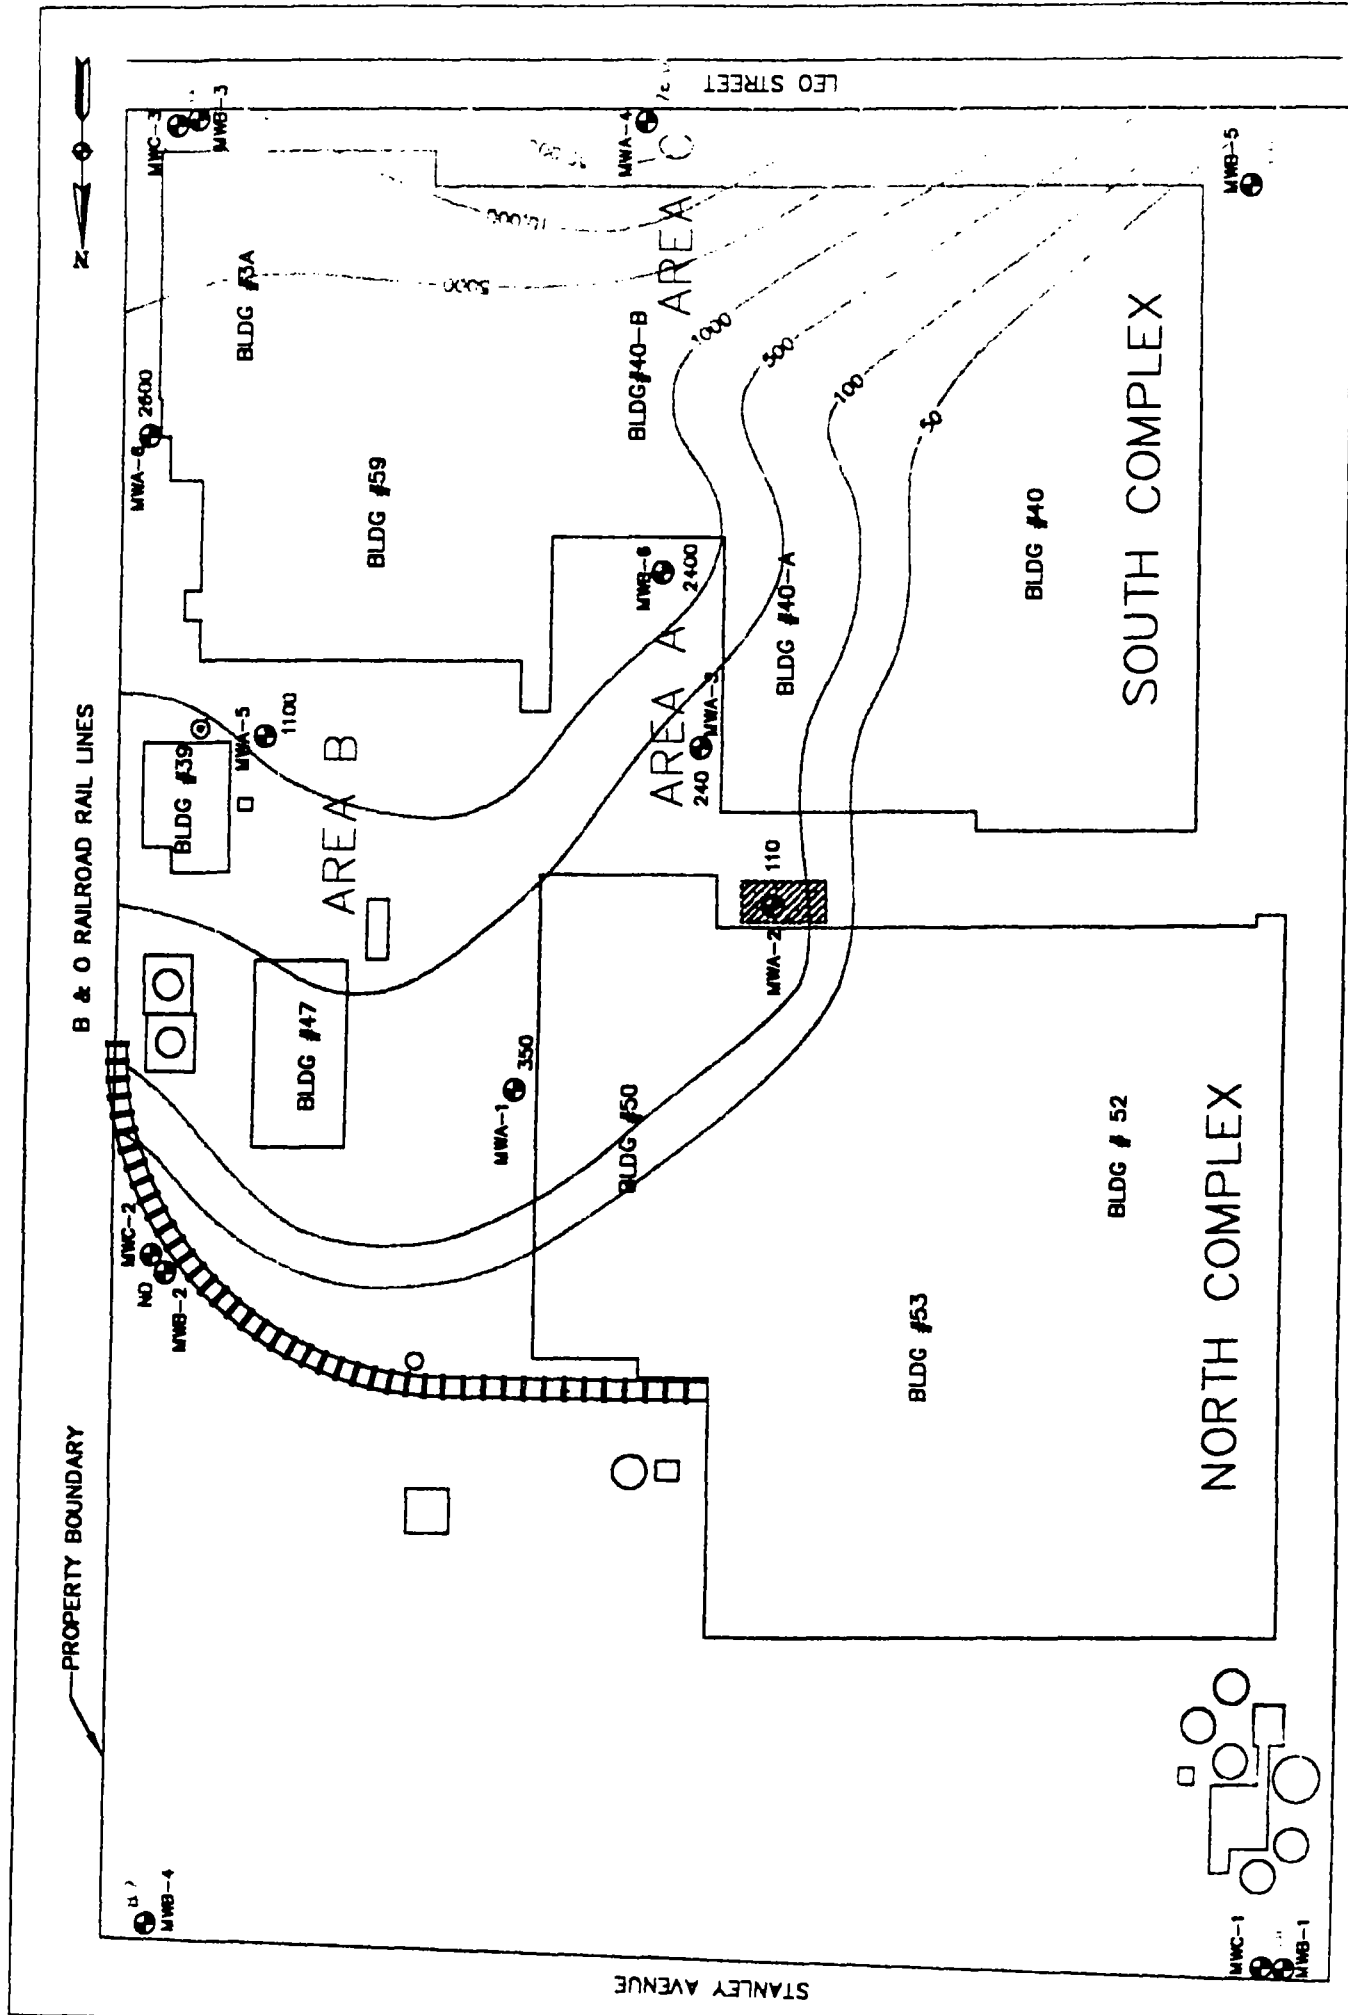 N
B & O RAILROAD RAIL LINES
PROPERTY BOUNDARY
LEO STREET
STANLEY AVENUE
MWC-3
MWB-3
MWA-4
MWB-5
BLDG #3A
10,000
5000
AREA C
BLDG #40-B
1000
500
100
50
MWA-6
2600
BLDG #59
MWB-6
2400
BLDG #40-A
BLDG #40
SOUTH COMPLEX
AREA A
MWA-3
240
BLDG #39
MWA-5
1100
AREA B
BLDG #47
MWA-2
110
MWA-1
350
BLDG #50
BLDG # 52
BLDG #53
NORTH COMPLEX
MWC-2
ND
MWB-2
MWB-4
MWC-1
MWB-1